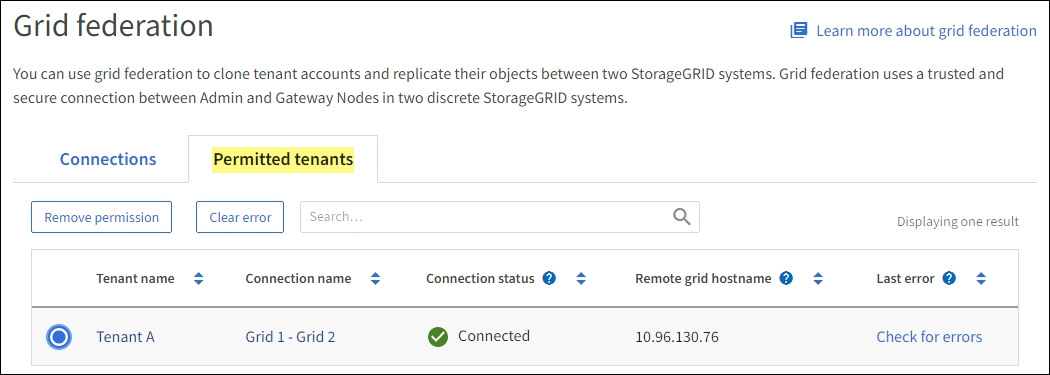 Grid federation
Learn more about grid federation
You can use grid federation to clone tenant accounts and replicate their objects between two StorageGRID systems. Grid federation uses a trusted and
secure connection between Admin and Gateway Nodes in two discrete StorageGRID systems.
Connections Permitted tenants
Remove permission Clear error Search... Displaying one result
Tenant name Connection name Connection status ? Remote grid hostname ? Last error ?
Tenant A Grid 1 - Grid 2 Connected 10.96.130.76 Check for errors